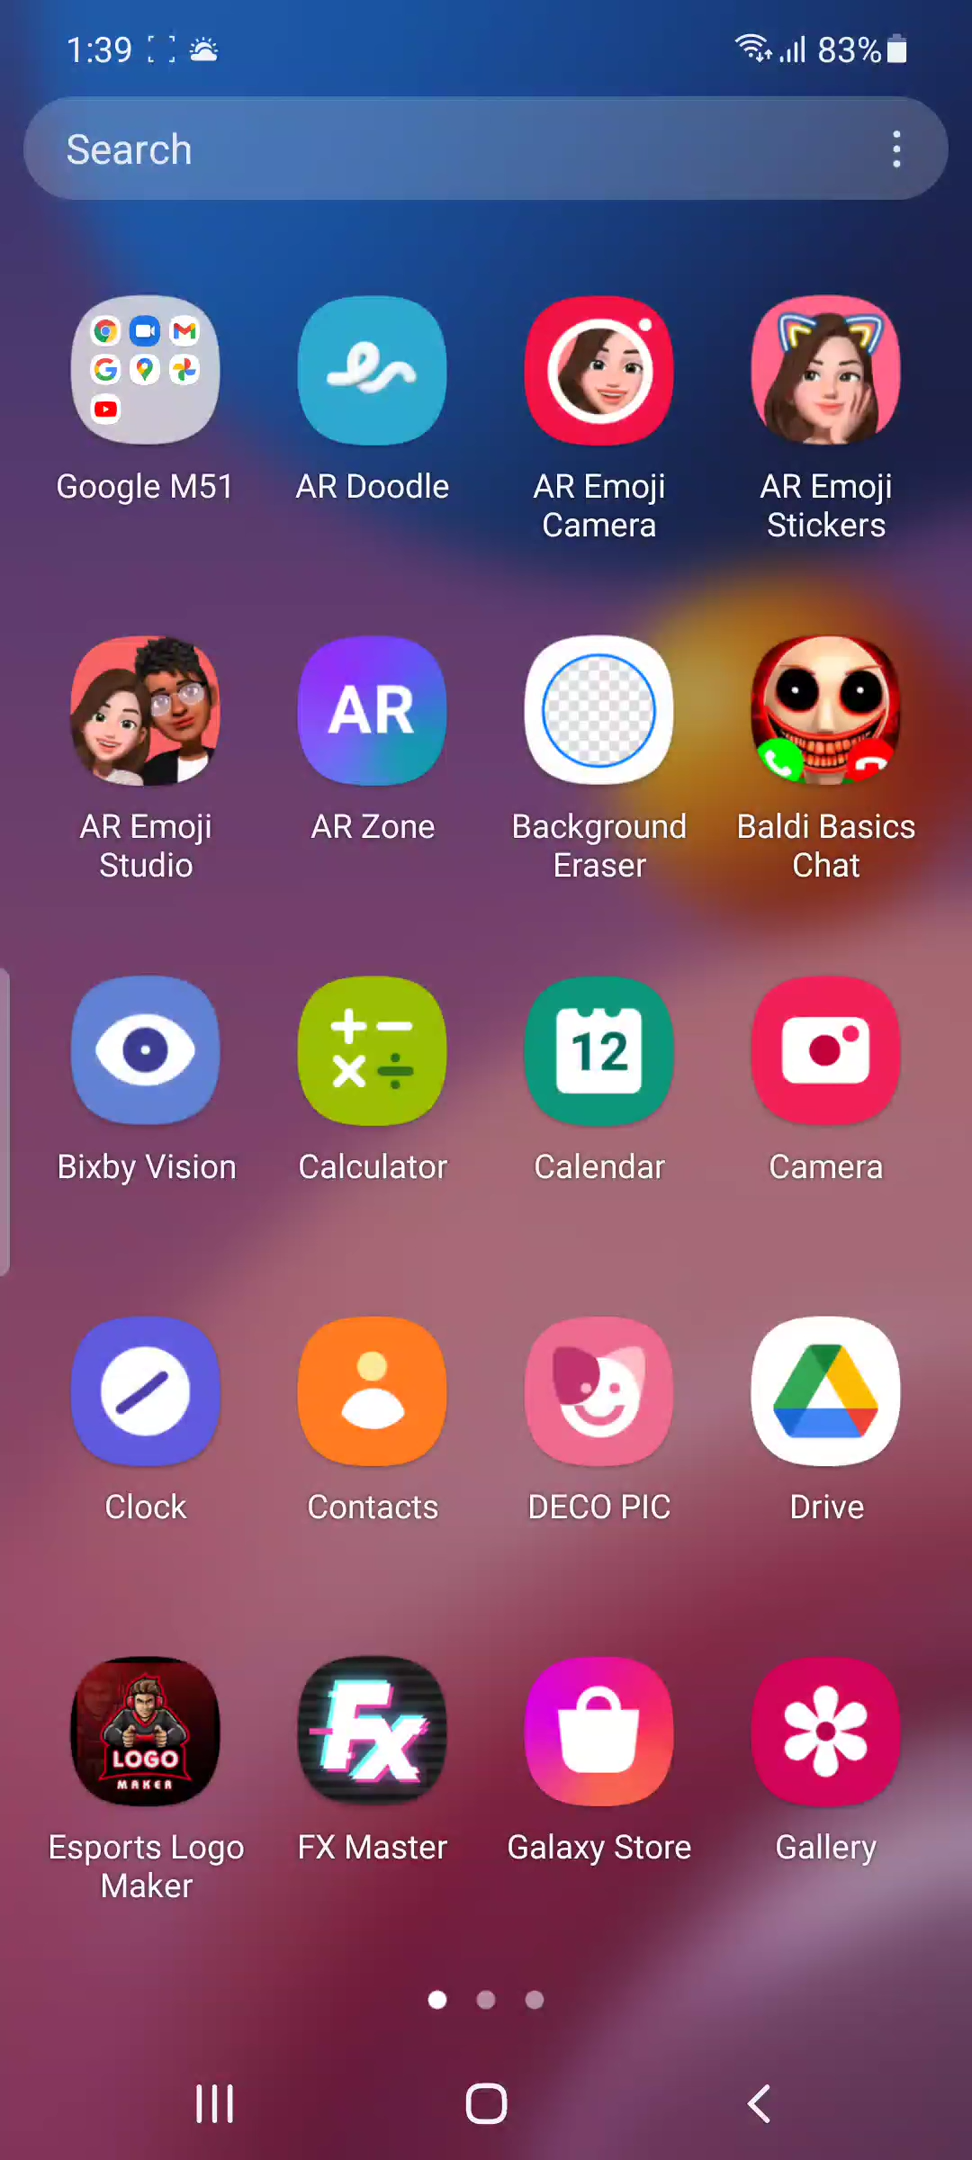 1:39 83%
Search
Google M51 AR Doodle AR Emoji Camera AR Emoji Stickers
AR
AR Emoji Studio AR Zone Background Eraser Baldi Basics Chat
12
Bixby Vision Calculator Calendar Camera
Clock Contacts DECO PIC Drive
LOGO MAKER Fx
Esports Logo Maker FX Master Galaxy Store Gallery